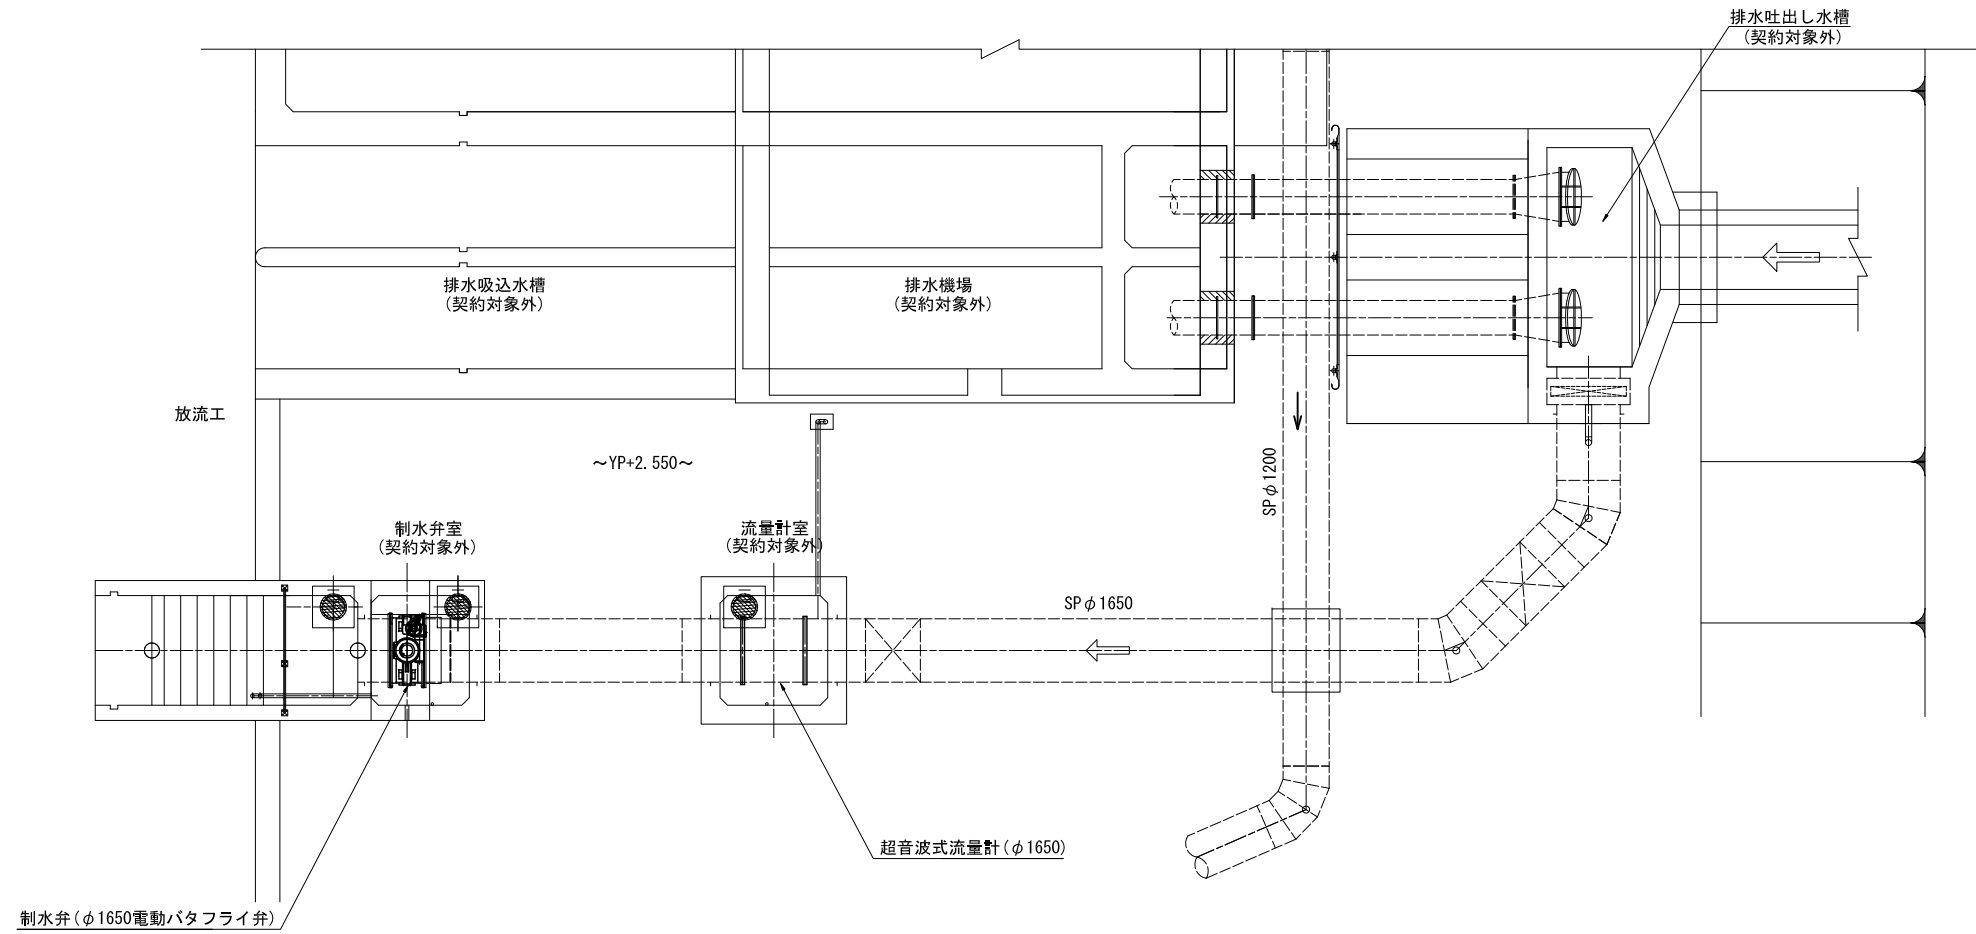 排水吐出し水槽
(契約対象外)
排水吸込水槽
(契約対象外)
排水機場
(契約対象外)
放流工
～YP+2.550～
SPφ1200
制水弁室
(契約対象外)
流量計室
(契約対象外)
SPφ1650
超音波式流量計(φ1650)
制水弁(φ1650電動バタフライ弁)